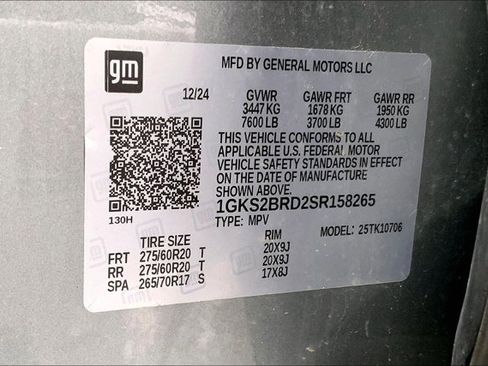 gm
MFD BY GENERAL MOTORS LLC
12/24 GVWR GAWR FRT GAWR RR
3447 KG 1678 KG 1950 KG
7600 LB 3700 LB 4300 LB
THIS VEHICLE CONFORMS TO ALL
APPLICABLE U.S. FEDERAL MOTOR
VEHICLE SAFETY STANDARDS IN EFFECT ON
THE DATE OF MANUFACTURE
1GKS2BRD2SR158265
130H TYPE: MPV MODEL: 25TK10706
TIRE SIZE RIM
FRT 275/60R20 T 20X9J
RR 275/60R20 T 20X9J
SPA 265/70R17 S 17X8J